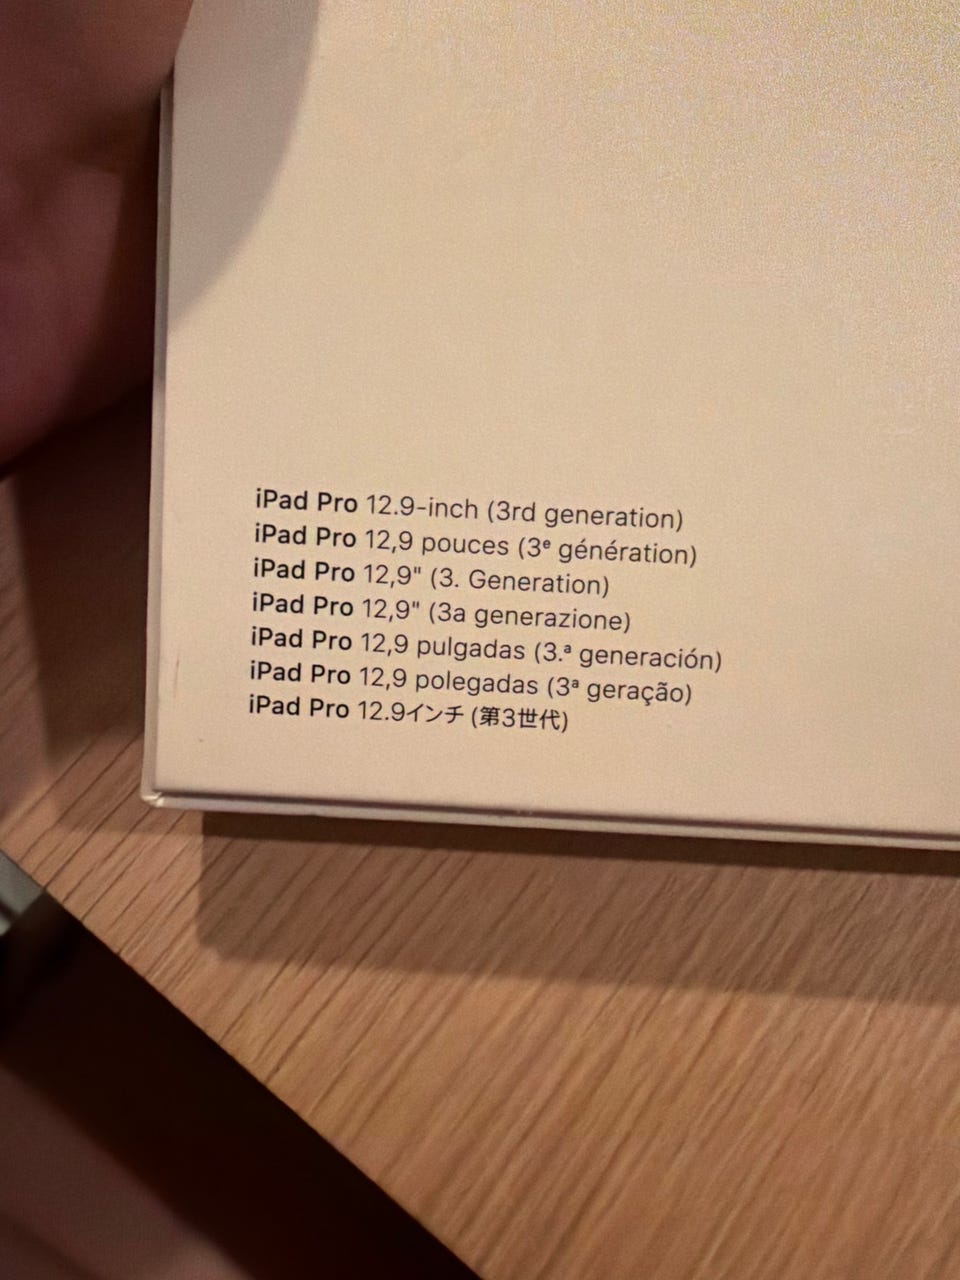 iPad Pro 12.9-inch (3rd generation)
iPad Pro 12,9 pouces (3ᵉ génération)
iPad Pro 12,9" (3. Generation)
iPad Pro 12,9" (3a generazione)
iPad Pro 12,9 pulgadas (3.ª generación)
iPad Pro 12,9 polegadas (3ª geração)
iPad Pro 12.9インチ (第3世代)